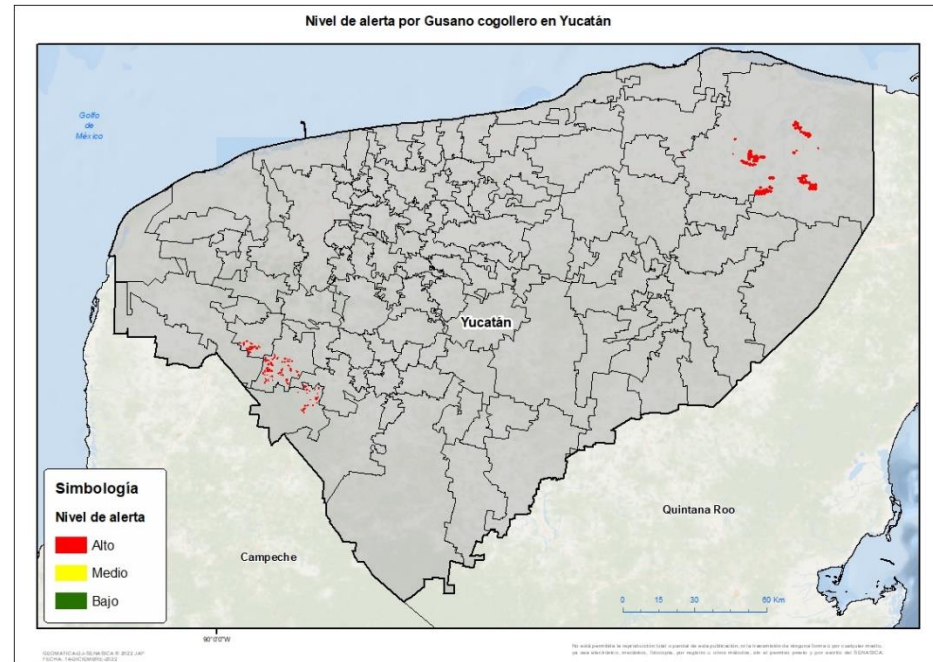 Nivel de alerta por Gusano cogollero en Yucatán
Golfo
de
México
Yucatán
Simbología
Nivel de alerta
Alto
Medio
Bajo
Campeche
Quintana Roo
0 15 30 60 Km
90°0'0"W